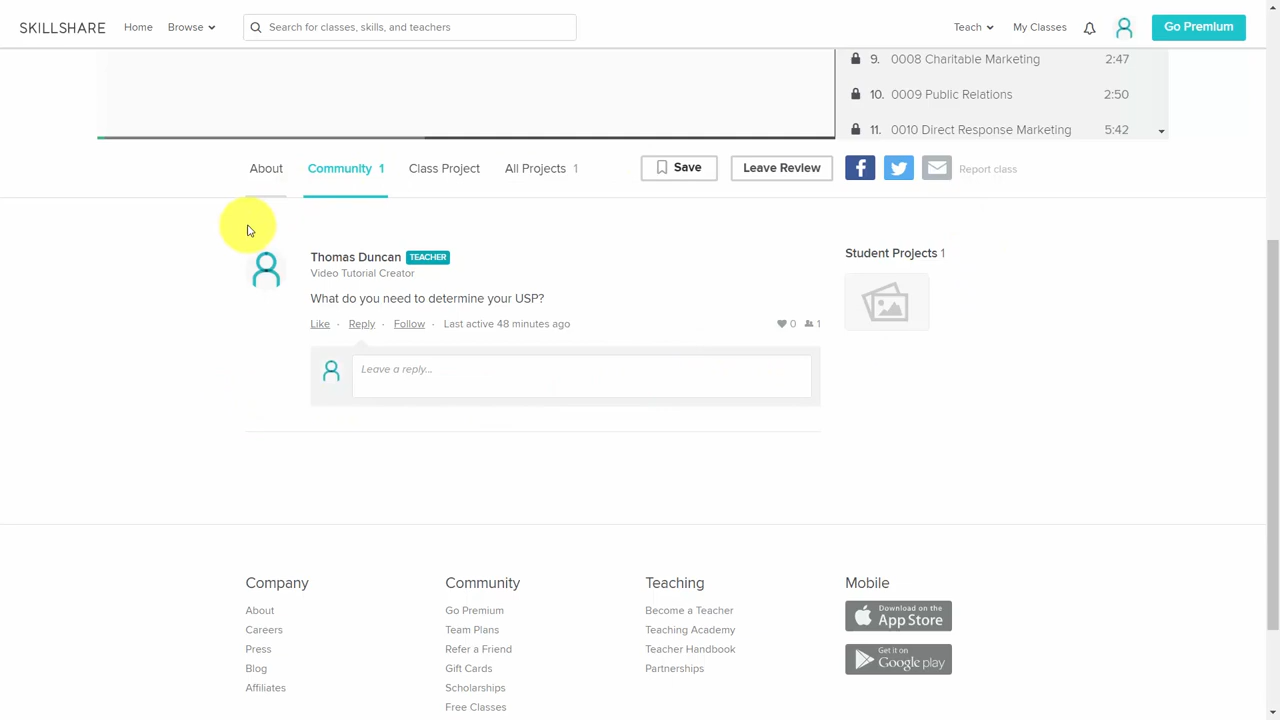 SKILLSHARE Home Browse Search for classes, skills, and teachers Teach My Classes Go Premium
9. 0008 Charitable Marketing 2:47
10. 0009 Public Relations 2:50
11. 0010 Direct Response Marketing 5:42
About Community 1 Class Project All Projects 1 Save Leave Review Report class
Thomas Duncan TEACHER
Video Tutorial Creator
What do you need to determine your USP?
Like · Reply · Follow · Last active 48 minutes ago 0 1
Leave a reply...
Student Projects 1
Company
About
Careers
Press
Blog
Affiliates
Community
Go Premium
Team Plans
Refer a Friend
Gift Cards
Scholarships
Free Classes
Teaching
Become a Teacher
Teaching Academy
Teacher Handbook
Partnerships
Mobile
Download on the
App Store
Get it on
Google play